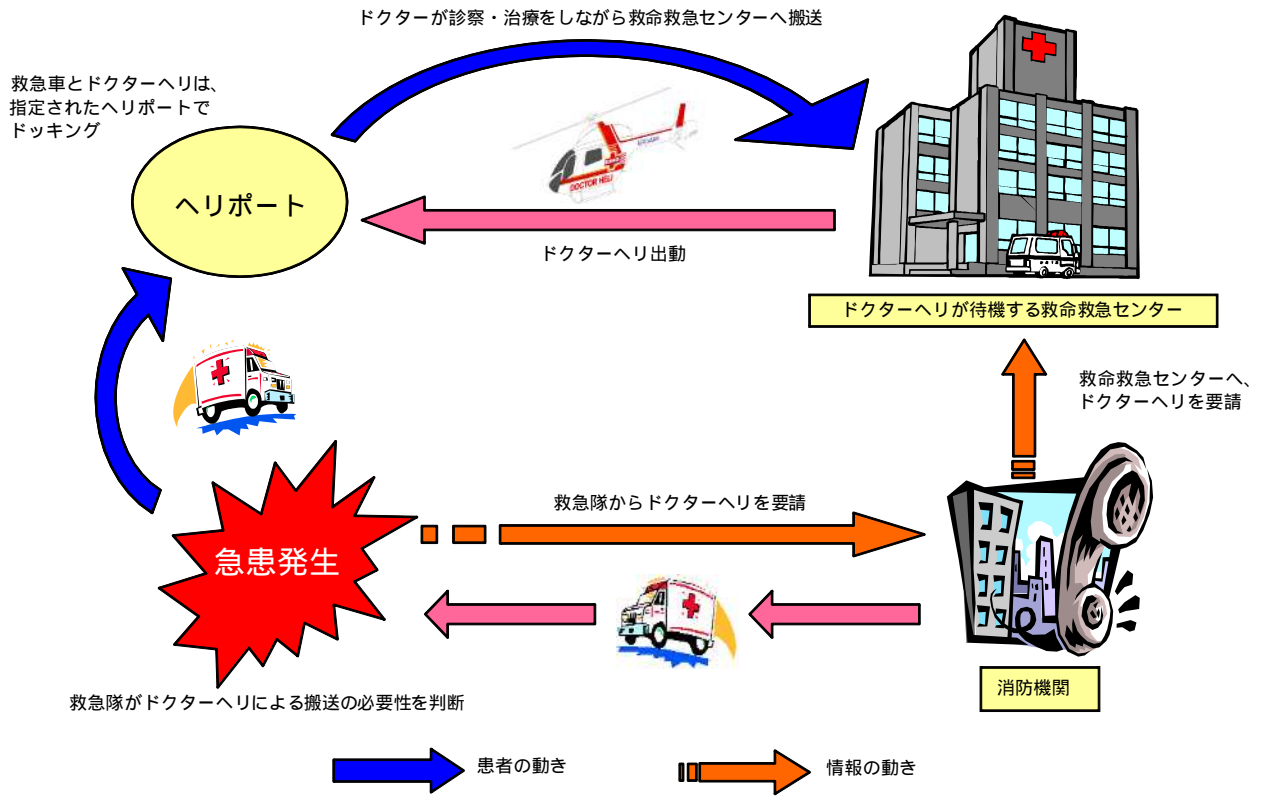 ドクターが診察・治療をしながら救命救急センターへ搬送
救急車とドクターヘリは、
指定されたヘリポートで
ドッキング
ヘリポート
DOCTOR HELI
ドクターヘリ出動
ドクターヘリが待機する救命救急センター
救命救急センターへ、
ドクターヘリを要請
救急隊からドクターヘリを要請
急患発生
消防機関
救急隊がドクターヘリによる搬送の必要性を判断
患者の動き
情報の動き